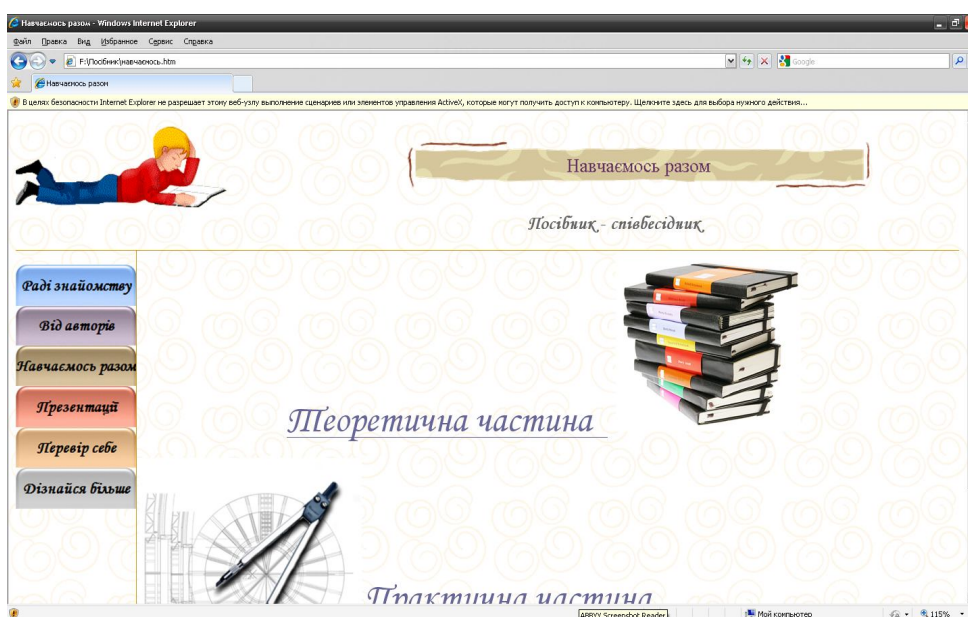 Навчаємось разом - Windows Internet Explorer
Файл Правка Вид Избранное Сервис Справка
F:\Посібник\навчаюнось.htm
Google
Навчаємось разом
В целях безопасности Internet Explorer не разрешает этому веб-узлу выполнение сценариев или элементов управления ActiveX, которые могут получить доступ к компьютеру. Щелкните здесь для выбора нужного действия...
Навчаємось разом
Посібник - співбесідник
Раді знайомству
Від авторів
Навчаємось разом
Презентації
Перевір себе
Дізнайся більше
Теоретична частина
Практична частина
ABBYY Screenshot Reader
Мой компьютер
115%